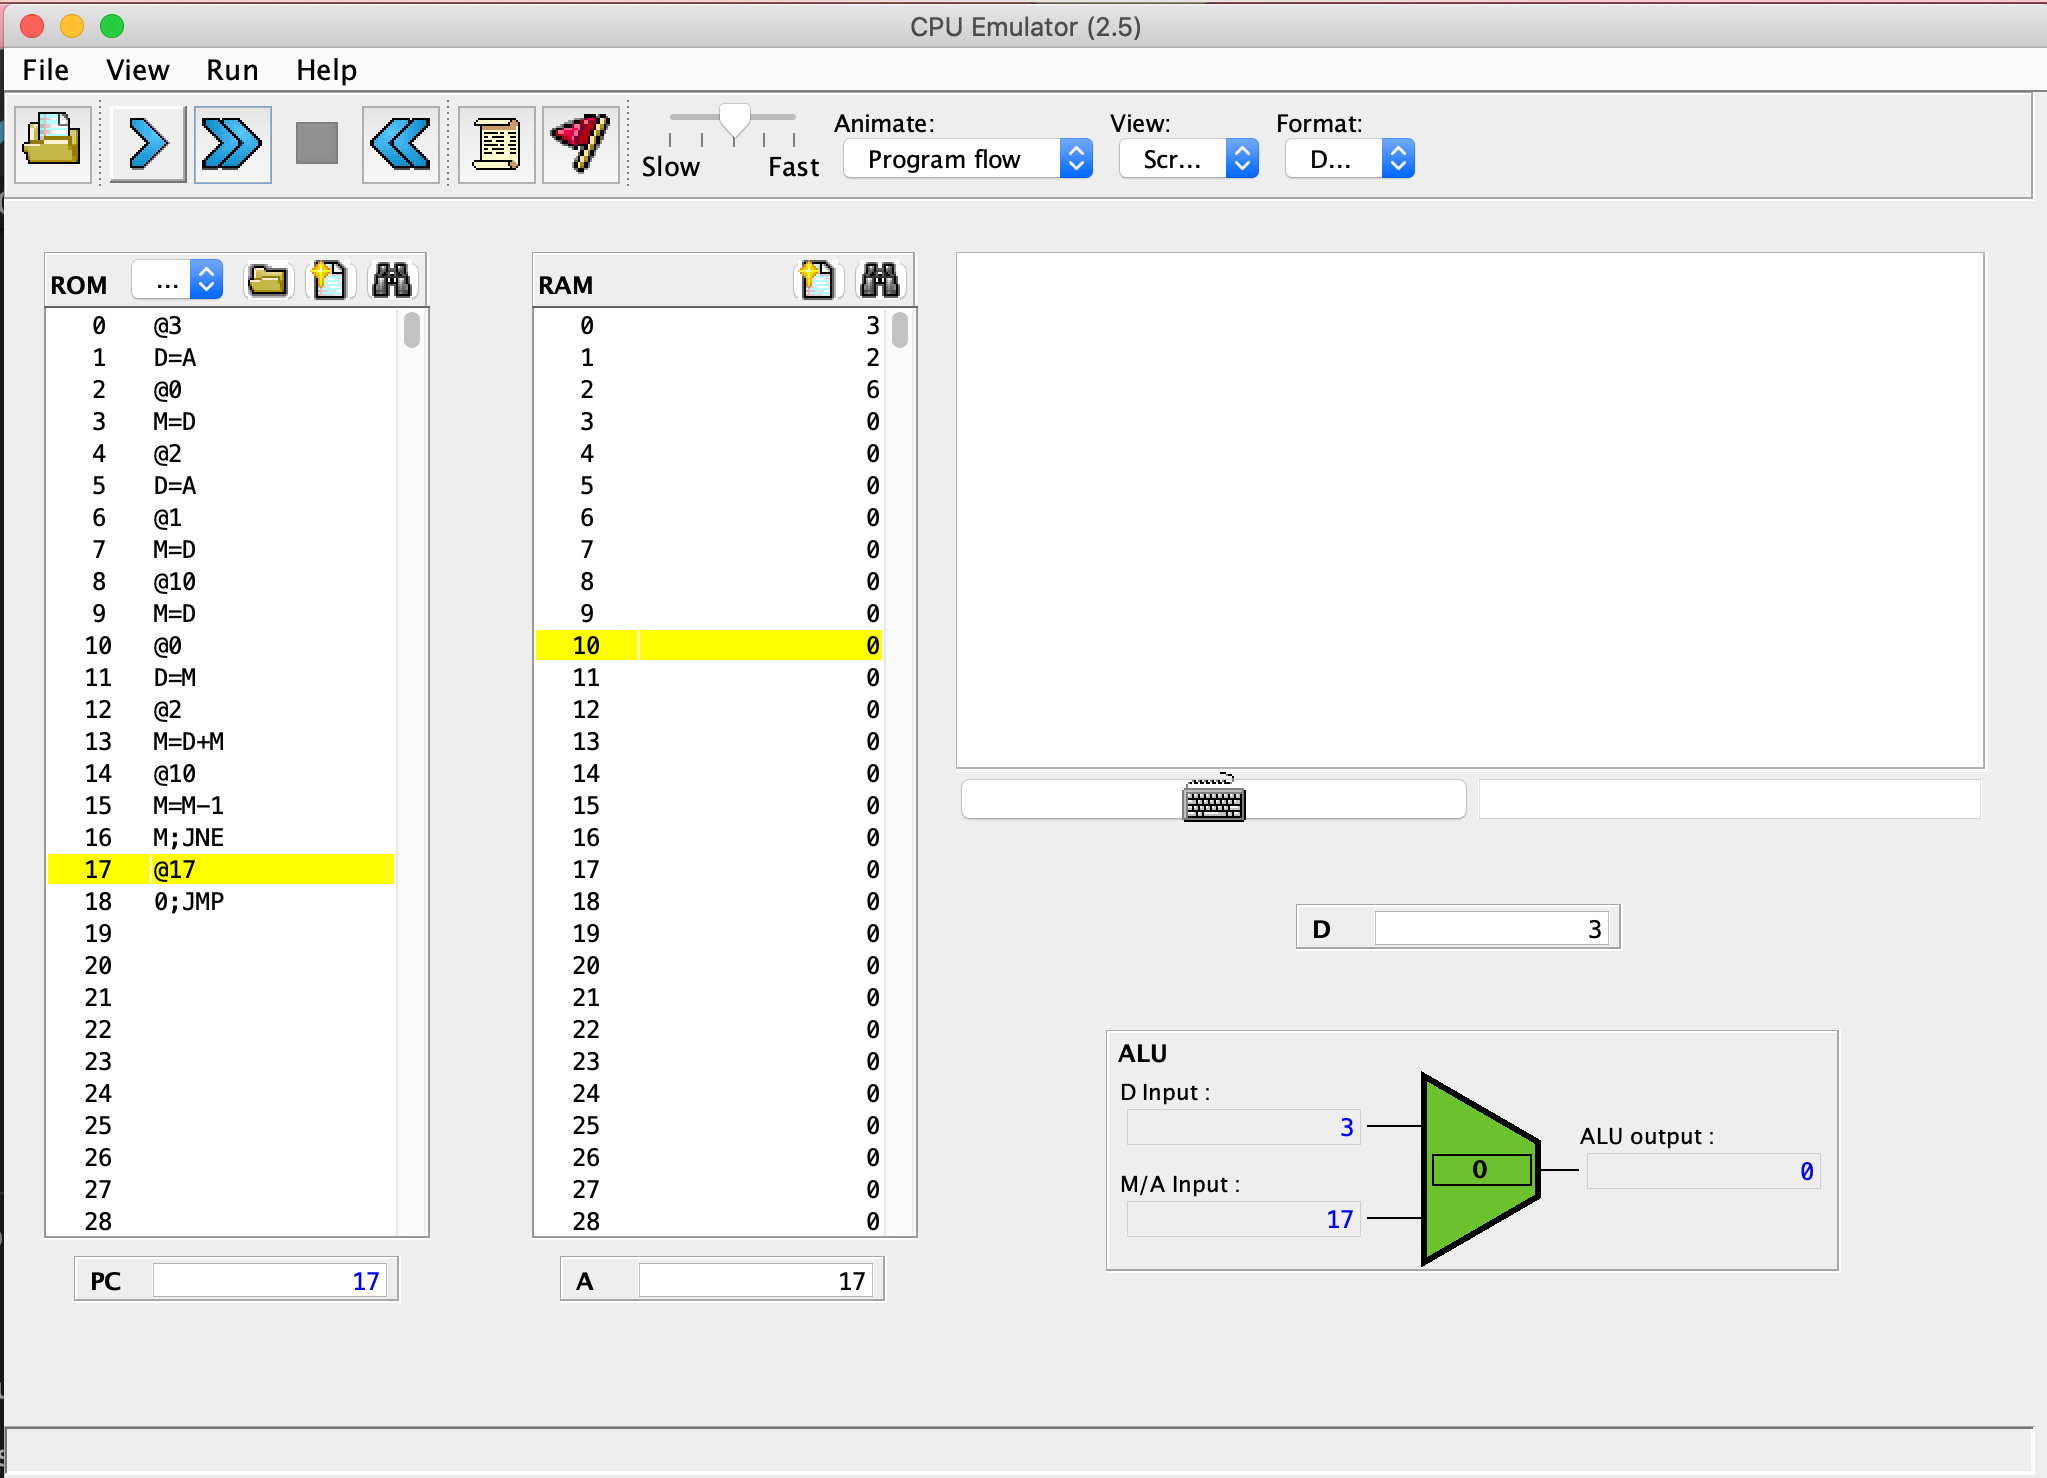 CPU Emulator (2.5)
File View Run Help
Slow Fast
Animate:
Program flow
View:
Scr...
Format:
D...
ROM ...
0 @3
1 D=A
2 @0
3 M=D
4 @2
5 D=A
6 @1
7 M=D
8 @10
9 M=D
10 @0
11 D=M
12 @2
13 M=D+M
14 @10
15 M=M-1
16 M;JNE
17 @17
18 0;JMP
19
20
21
22
23
24
25
26
27
28
PC 17
RAM
0 3
1 2
2 6
3 0
4 0
5 0
6 0
7 0
8 0
9 0
10 0
11 0
12 0
13 0
14 0
15 0
16 0
17 0
18 0
19 0
20 0
21 0
22 0
23 0
24 0
25 0
26 0
27 0
28 0
A 17
D 3
ALU
D Input :
3
M/A Input :
17
0
ALU output :
0